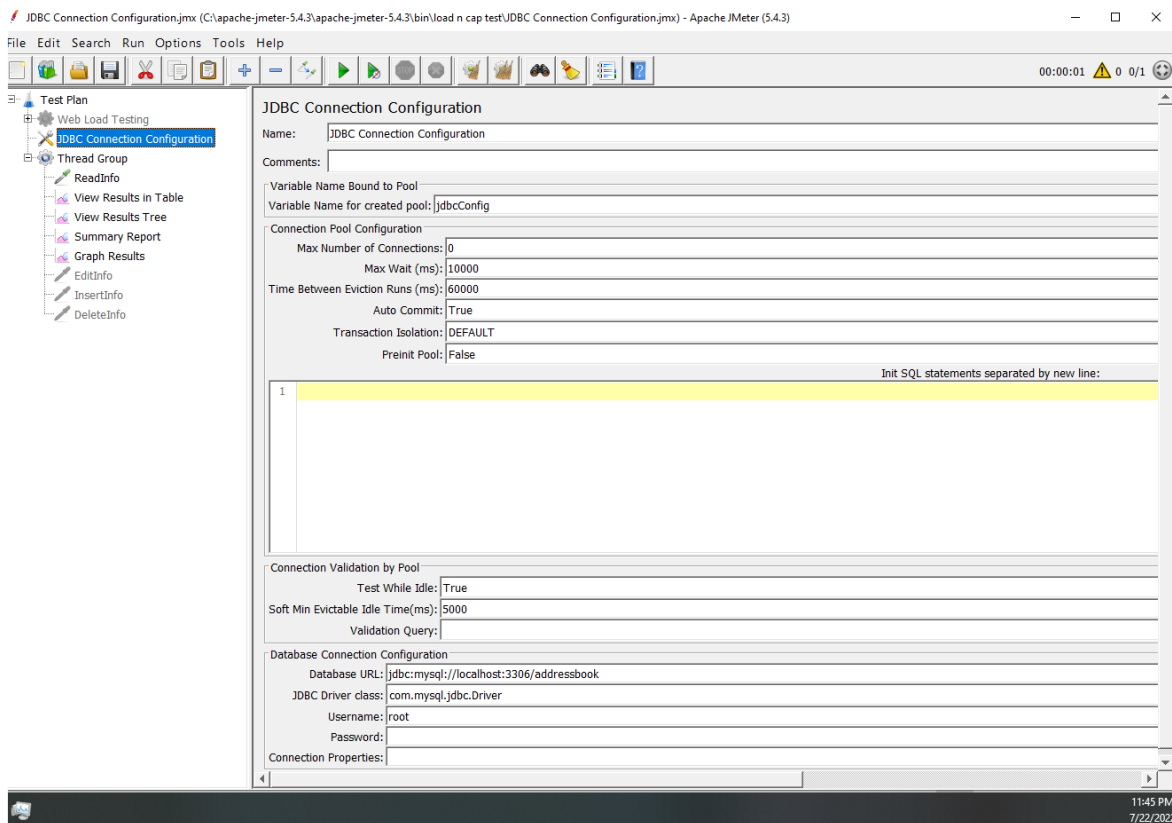 JDBC Connection Configuration.jmx (C:\apache-jmeter-5.4.3\apache-jmeter-5.4.3\bin\load n cap test\JDBC Connection Configuration.jmx) - Apache JMeter (5.4.3)
File Edit Search Run Options Tools Help
00:00:01 0 0/1
Test Plan
Web Load Testing
JDBC Connection Configuration
Thread Group
ReadInfo
View Results in Table
View Results Tree
Summary Report
Graph Results
EditInfo
InsertInfo
DeleteInfo
JDBC Connection Configuration
Name: JDBC Connection Configuration
Comments:
Variable Name Bound to Pool
Variable Name for created pool: jdbcConfig
Connection Pool Configuration
Max Number of Connections: 0
Max Wait (ms): 10000
Time Between Eviction Runs (ms): 60000
Auto Commit: True
Transaction Isolation: DEFAULT
Preinit Pool: False
Init SQL statements separated by new line:
1
Connection Validation by Pool
Test While Idle: True
Soft Min Evictable Idle Time(ms): 5000
Validation Query:
Database Connection Configuration
Database URL: jdbc:mysql://localhost:3306/addressbook
JDBC Driver class: com.mysql.jdbc.Driver
Username: root
Password:
Connection Properties:
11:45 PM
7/22/202